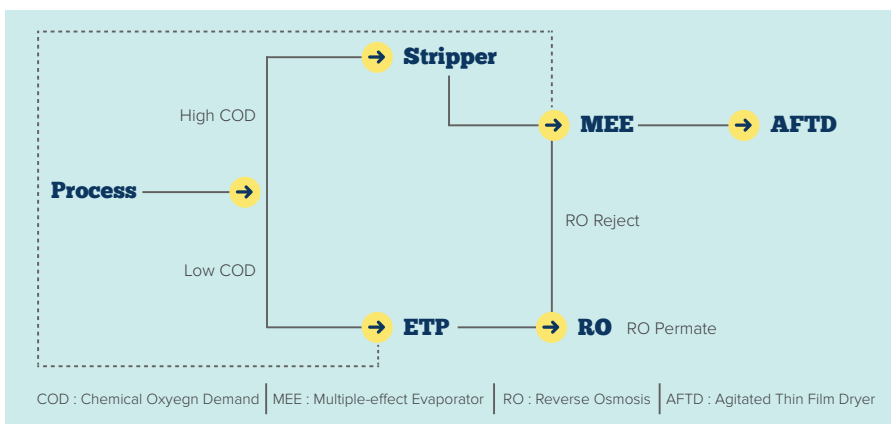 Stripper
High COD
MEE
AFTD
Process
RO Reject
Low COD
ETP
RO
RO Permate
COD : Chemical Oxyegn Demand
MEE : Multiple-effect Evaporator
RO : Reverse Osmosis
AFTD : Agitated Thin Film Dryer